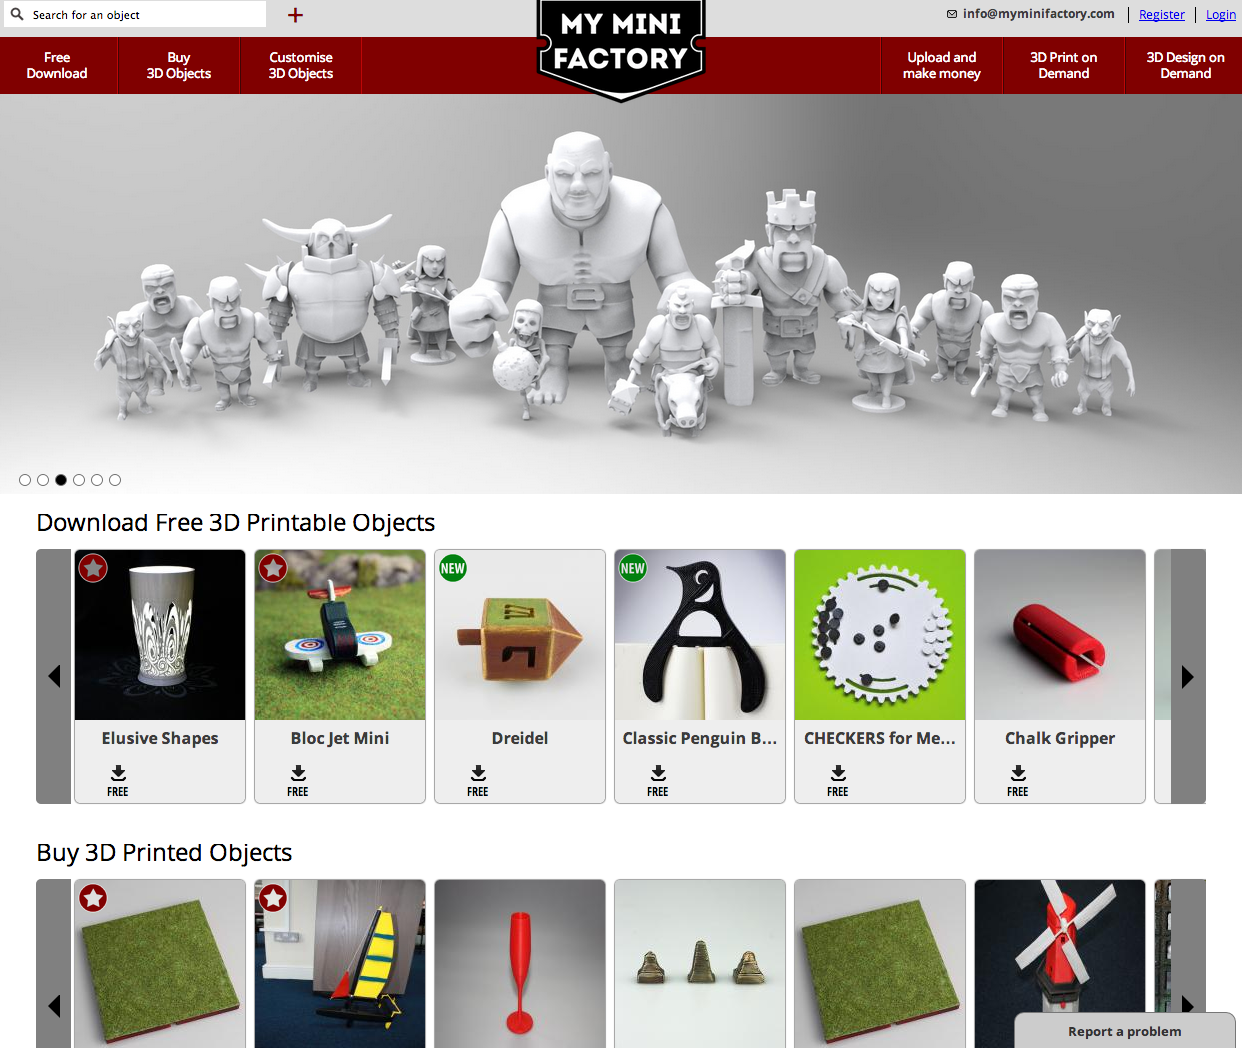 Search for an object
info@myminifactory.com
Register
Login
MY MINI
FACTORY
Free
Download
Buy
3D Objects
Customise
3D Objects
Upload and
make money
3D Print on
Demand
3D Design on
Demand
Download Free 3D Printable Objects
NEW
NEW
Elusive Shapes
Bloc Jet Mini
Dreidel
Classic Penguin B...
CHECKERS for Me...
Chalk Gripper
FREE
FREE
FREE
FREE
FREE
FREE
Buy 3D Printed Objects
Report a problem